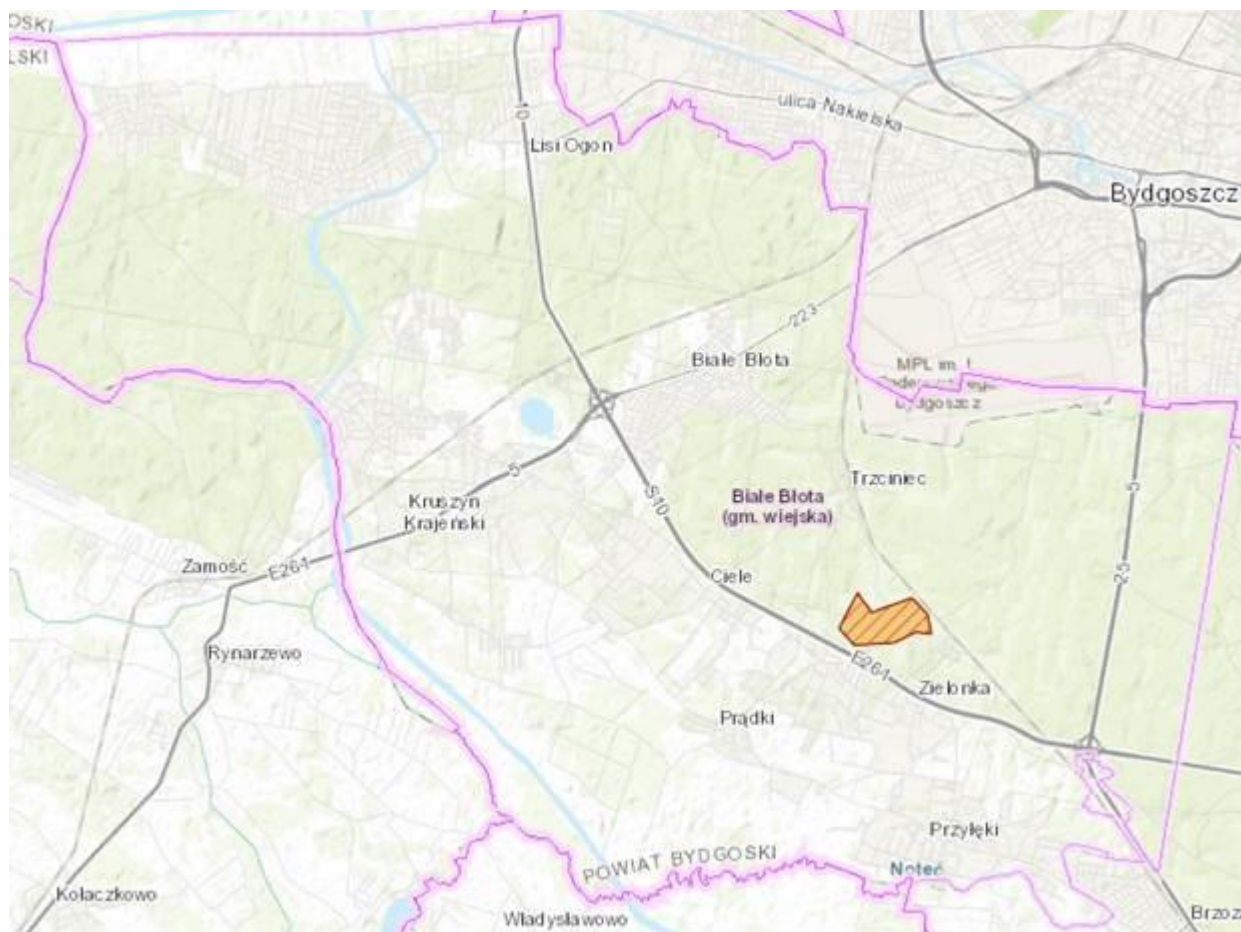 OSKI
LSKI
10
ulica Nakielska
Lisi Ogon
Bydgoszcz
223
Białe Błota
MPL im. I
Bydgoszcz
5
S10
Trzciniec
Białe Błota
(gm. wiejska)
Kruszyn
Krajeński
5
25
Zamość
E261
Ciele
Rynarzewo
E261
Zielonka
Prądki
Przyłęki
POWIAT BYDGOSKI
Noteć
Kołaczkowo
Władysławowo
Brzoz